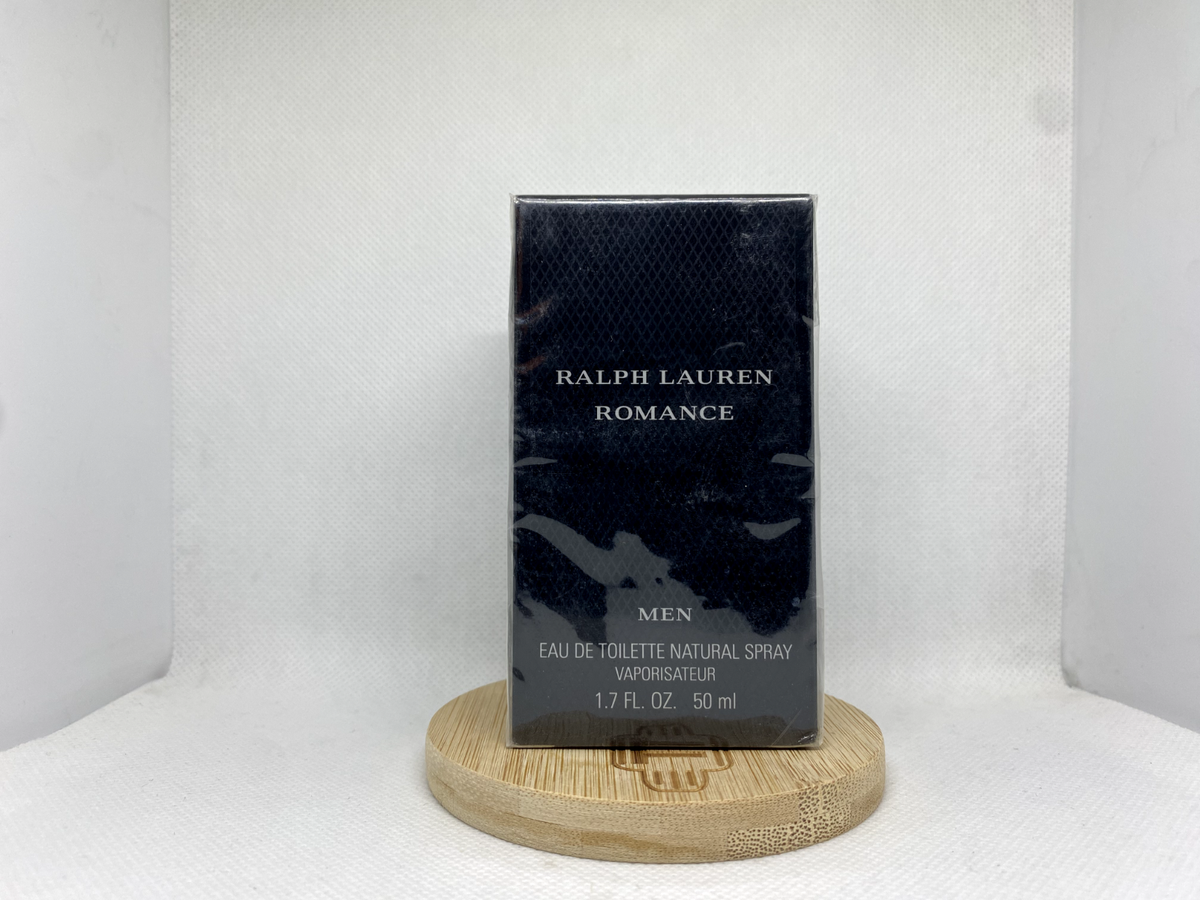 RALPH LAUREN
ROMANCE
MEN
EAU DE TOILETTE NATURAL SPRAY
VAPORISATEUR
1.7 FL. OZ. 50 ml